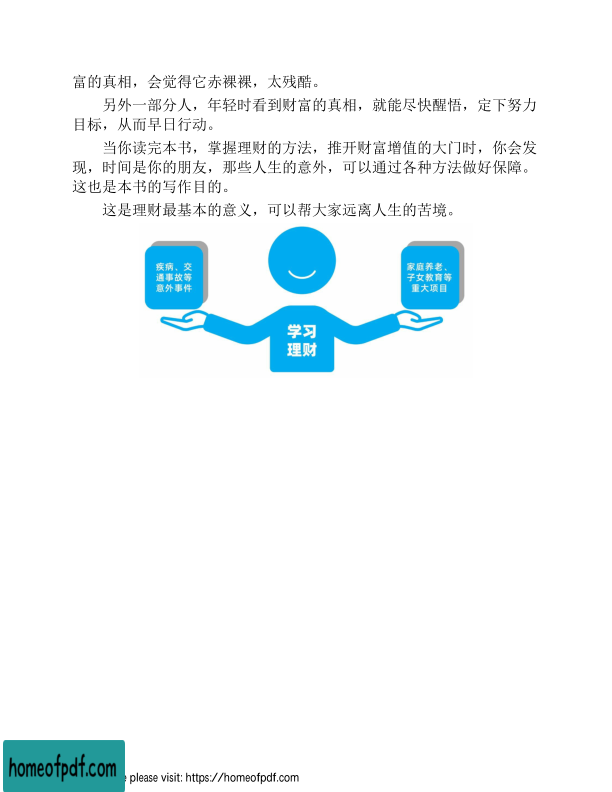 富的真相，会觉得它赤裸裸，太残酷。
另外一部分人，年轻时看到财富的真相，就能尽快醒悟，定下努力
目标，从而早日行动。
当你读完本书，掌握理财的方法，推开财富增值的大门时，你会发
现，时间是你的朋友，那些人生的意外，可以通过各种方法做好保障。
这也是本书的写作目的。
这是理财最基本的意义，可以帮大家远离人生的苦境。
疾病、交
通事故等
意外事件
家庭养老、
子女教育等
重大项目
学习
理财
homeofpdf.com
e please visit: https://homeofpdf.com